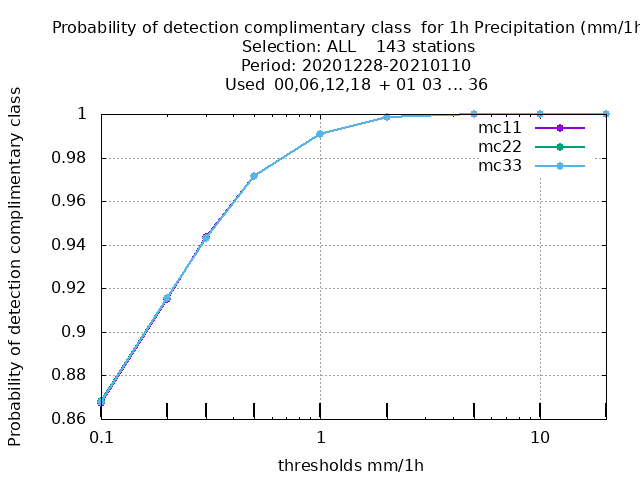 Probability of detection complimentary class  for 1h Precipitation (mm/1h
Selection: ALL    143 stations
Period: 20201228-20210110
Used  00,06,12,18  + 01 03 ... 36
Probability of detection complimentary class
1
0.98
0.96
0.94
0.92
0.9
0.88
0.86
mc11
mc22
mc33
0.1
1
10
thresholds mm/1h